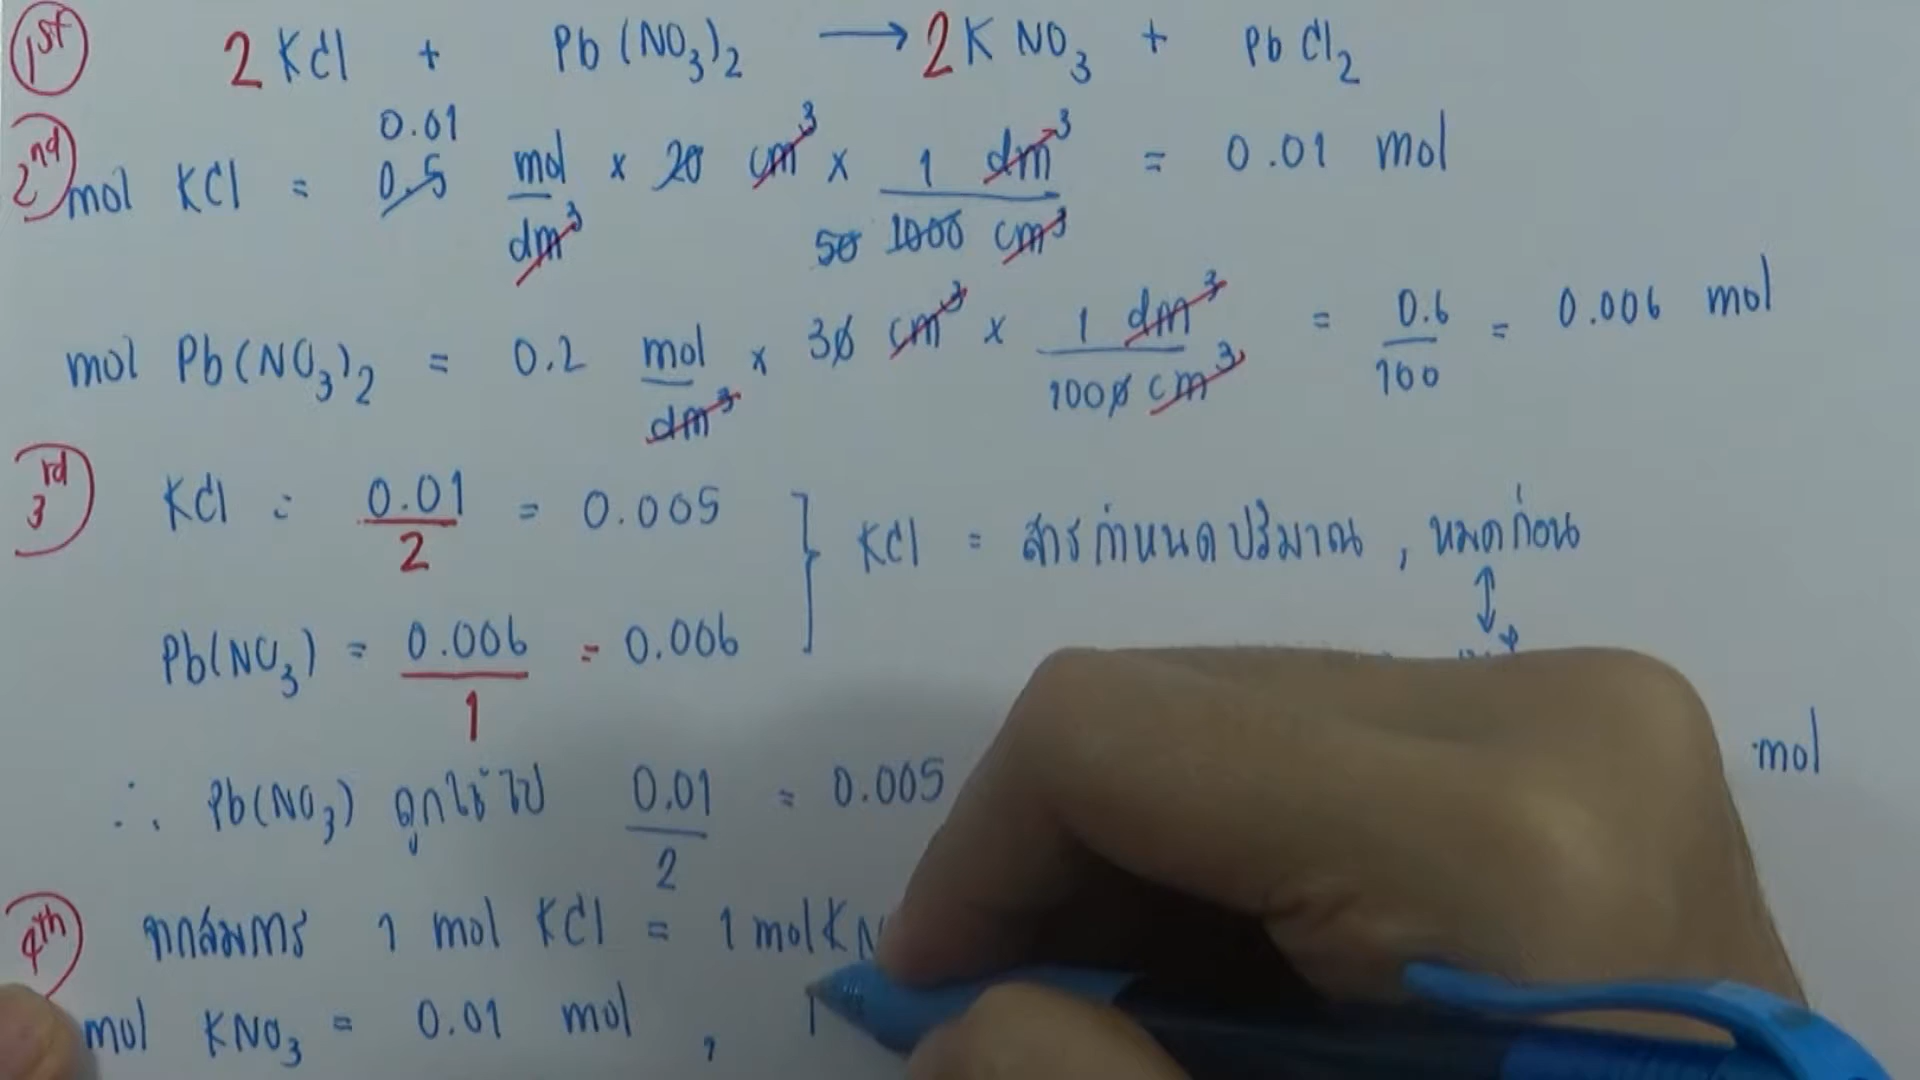 1st 2 KCl + Pb(NO3)2 → 2 KNO3 + PbCl2
0.01
2nd mol KCl = 0.5 mol/dm³ × 20 cm³ × 1 dm³/1000 cm³ = 0.01 mol
50
mol Pb(NO3)2 = 0.2 mol/dm³ × 30 cm³ × 1 dm³/1000 cm³ = 0.6/100 = 0.006 mol
3rd KCl = 0.01/2 = 0.005 } KCl = สารกำหนดปริมาณ , หมดก่อน
↕
Pb(NO3) = 0.006/1 = 0.006
mol
∴ Pb(NO3) ถูกใช้ไป 0.01/2 = 0.005
4th จากสมการ 1 mol KCl = 1 mol KN
mol KNO3 = 0.01 mol ,